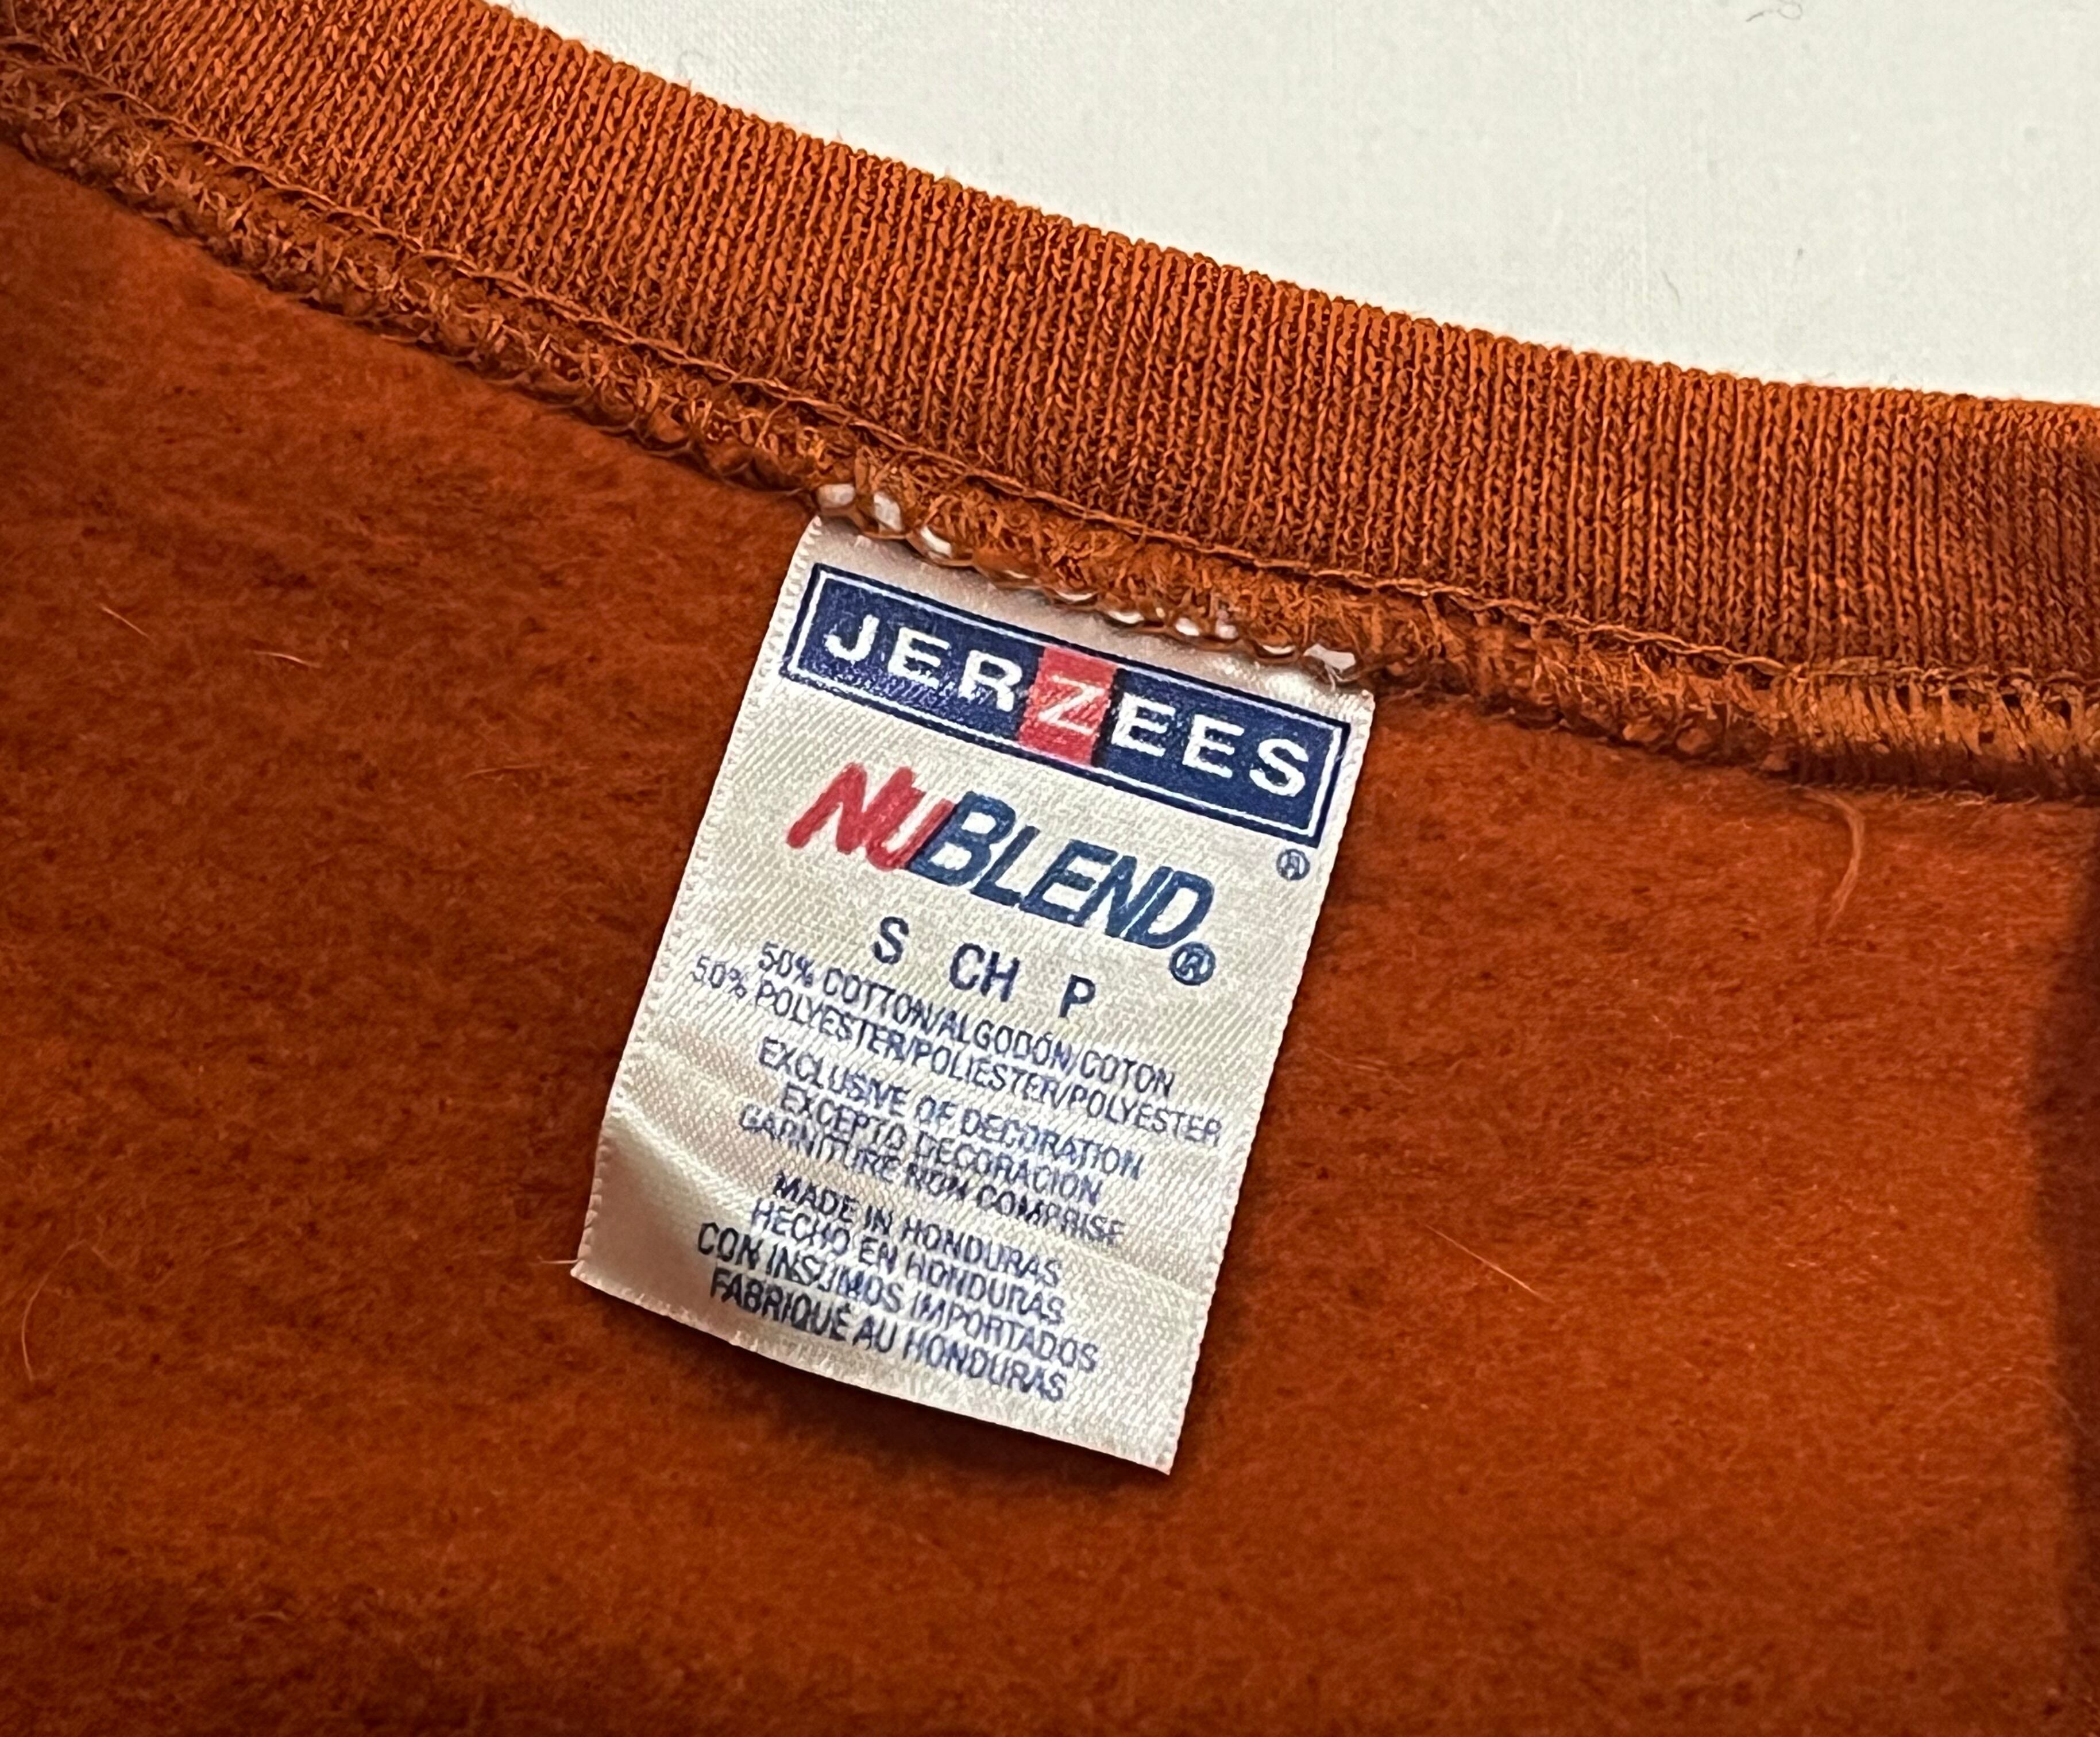 JERZEES
®
NUBLEND®
S CH P
50% COTTON/ALGODÓN/COTON
50% POLYESTER/POLIÉSTER/POLYESTER
EXCLUSIVE OF DECORATION
EXCEPTO DECORACION
GARNITURE NON COMPRISE
MADE IN HONDURAS
HECHO EN HONDURAS
CON INSUMOS IMPORTADOS
FABRIQUÉ AU HONDURAS